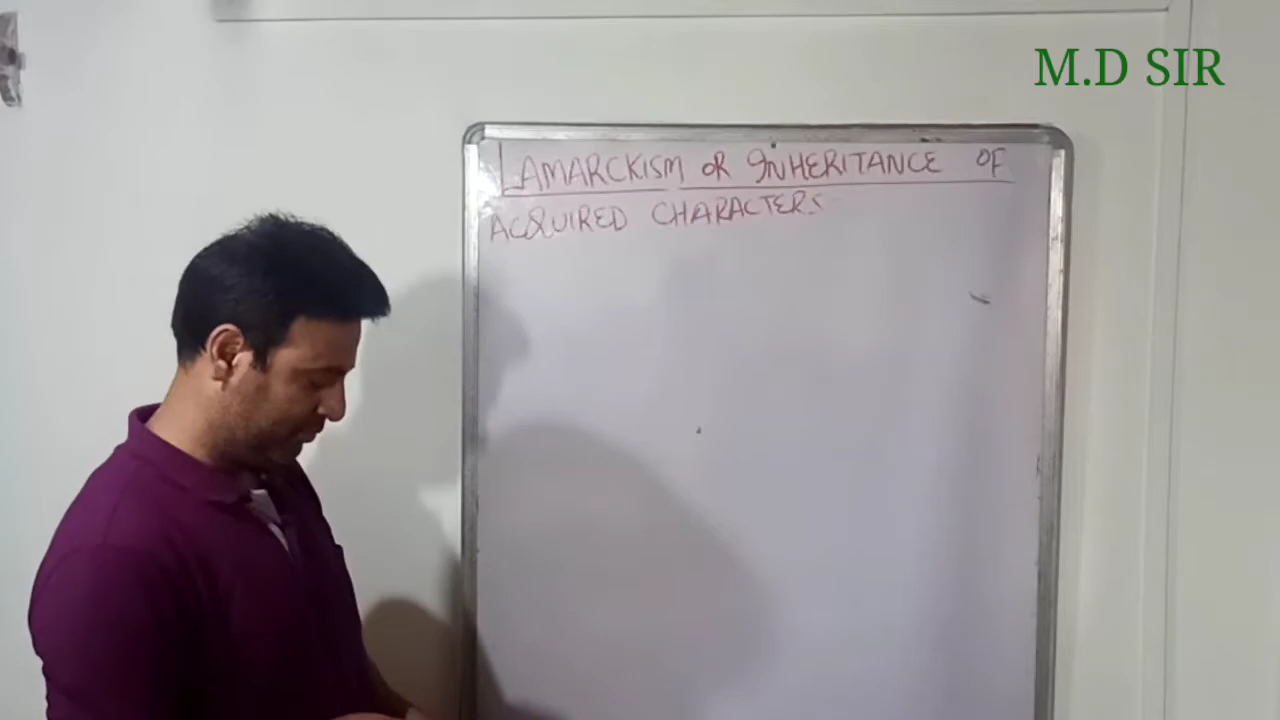 M.D SIR
LAMARCKISM OR INHERITANCE OF
ACQUIRED CHARACTERS